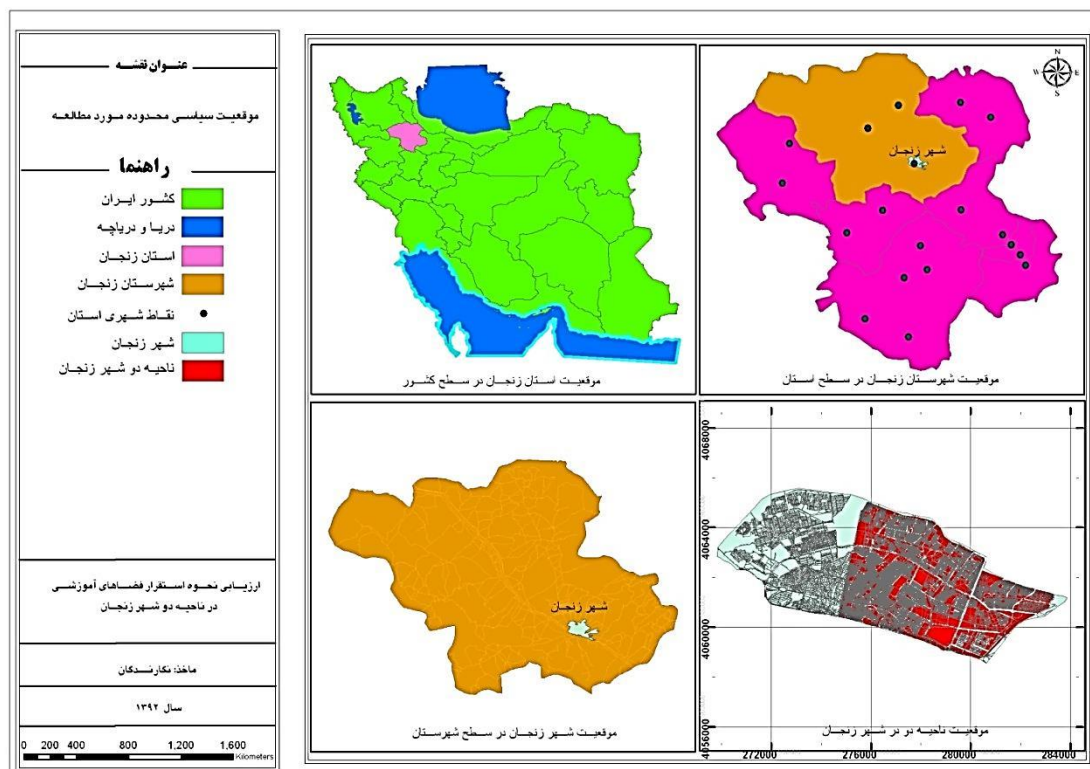 عنوان نقشه
موقعیت سیاسی محدوده مورد مطالعه
راهنما
کشور ایران
دریا و دریاچه
استان زنجان
شهرستان زنجان
نقاط شهری استان
شهر زنجان
ناحیه دو شهر زنجان
ارزیابی نحوه استقرار فضاهای آموزشی
در ناحیه دو شهر زنجان
ماخذ: نگارندگان
سال ۱۳۹۲
0 200 400 800 1,200 1,600
Kilometers
موقعیت استان زنجان در سطح کشور
N
W E
S
شهر زنجان
موقعیت شهرستان زنجان در سطح استان
شهر زنجان
موقعیت شهر زنجان در سطح شهرستان
4068000
4064000
4060000
4056000
موقعیت ناحیه دو در شهر زنجان
272000 276000 280000 284000